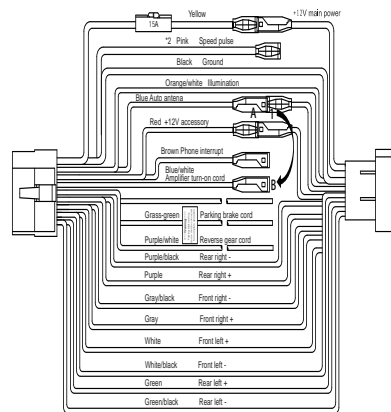 Yellow +12V main power
15A
*2 Pink Speed pulse
Black Ground
Orange/white Illumination
Blue Auto antena
A 1
Red +12V accessory
Brown Phone interrupt
Blue/white
Amplifier turn-on cord
B
Grass-green Parking brake cord
Purple/white Reverse gear cord
Purple/black Rear right -
Purple Rear right +
Gray/black Front right -
Gray Front right +
White Front left +
White/black Front left -
Green Rear left +
Green/black Rear left -